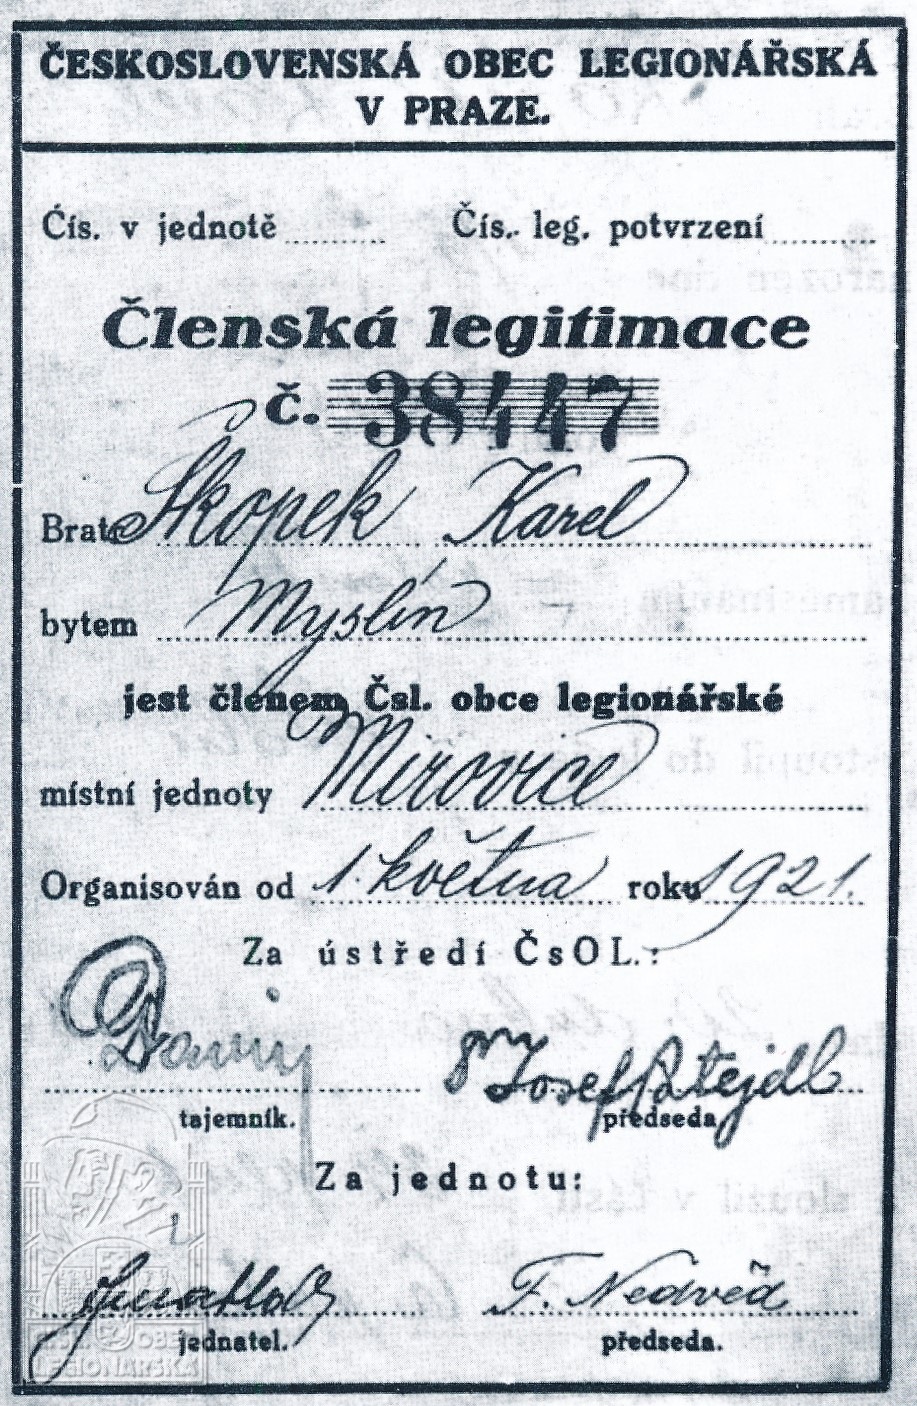 ČESKOSLOVENSKÁ OBEC LEGIONÁŘSKÁ
V PRAZE.
Čís. v jednotě Čís. leg. potvrzení
Členská legitimace
č. 38447
Bratr Škopek Karel
bytem Myslín
jest členem Čsl. obce legionářské
místní jednoty Mirovice
Organisován od 1. května roku 1921.
Za ústředí ČsOL.:
Josef Patejdl
tajemník. předseda
Za jednotu:
F. Nedvěd
jednatel. předseda.
OBEC
LEGIONÁŘSKÁ